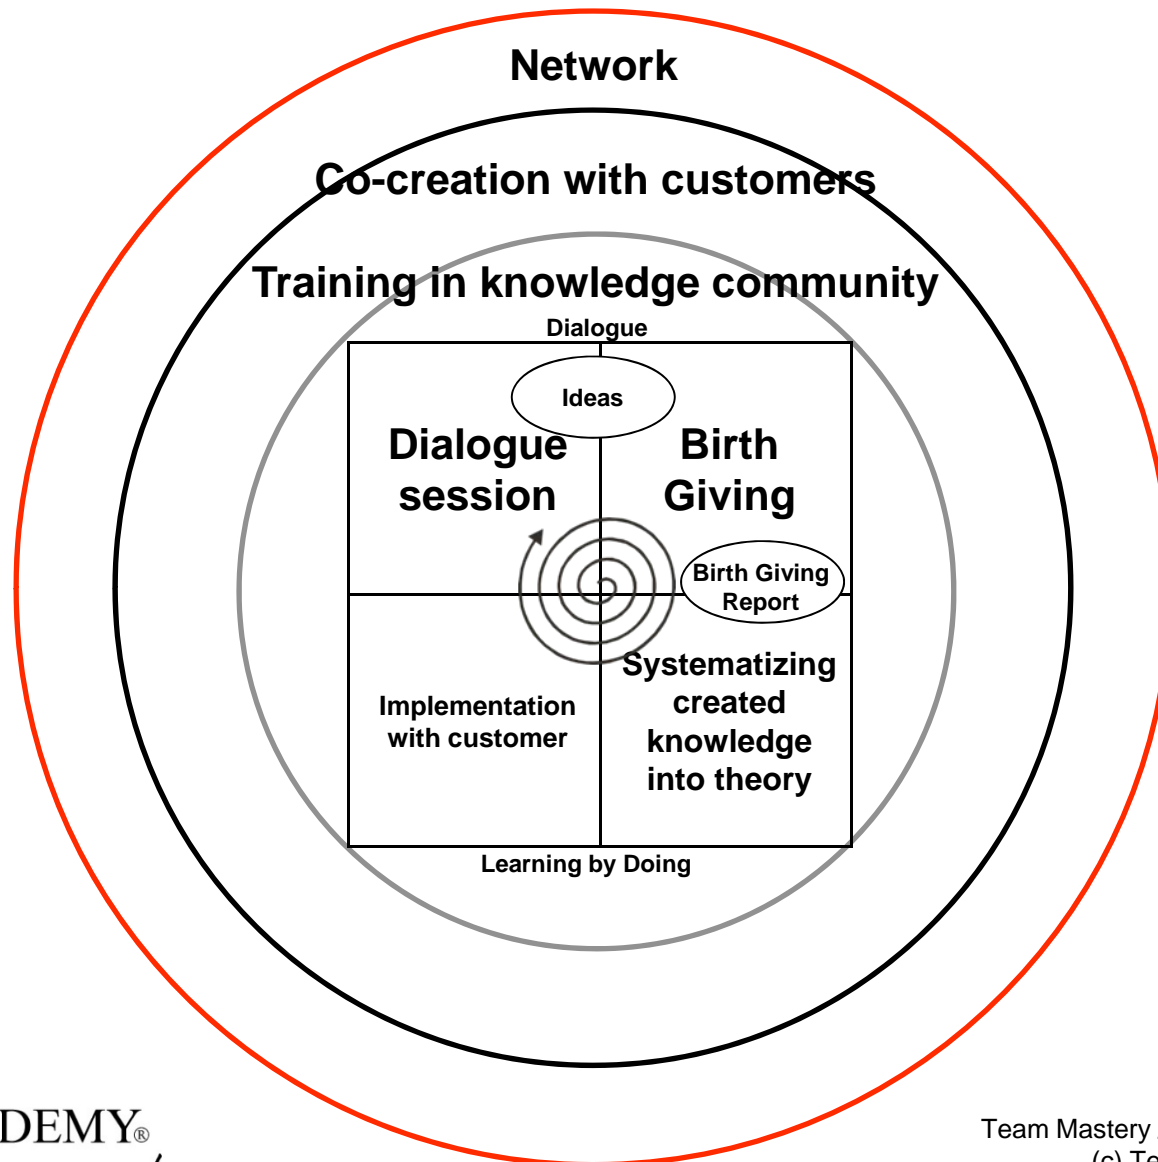 Network
Co-creation with customers
Training in knowledge community
Dialogue
Ideas
Dialogue
session
Birth
Giving
Birth Giving
Report
Implementation
with customer
Systematizing
created
knowledge
into theory
Learning by Doing
DEMY®
Team Mastery
(c) Te